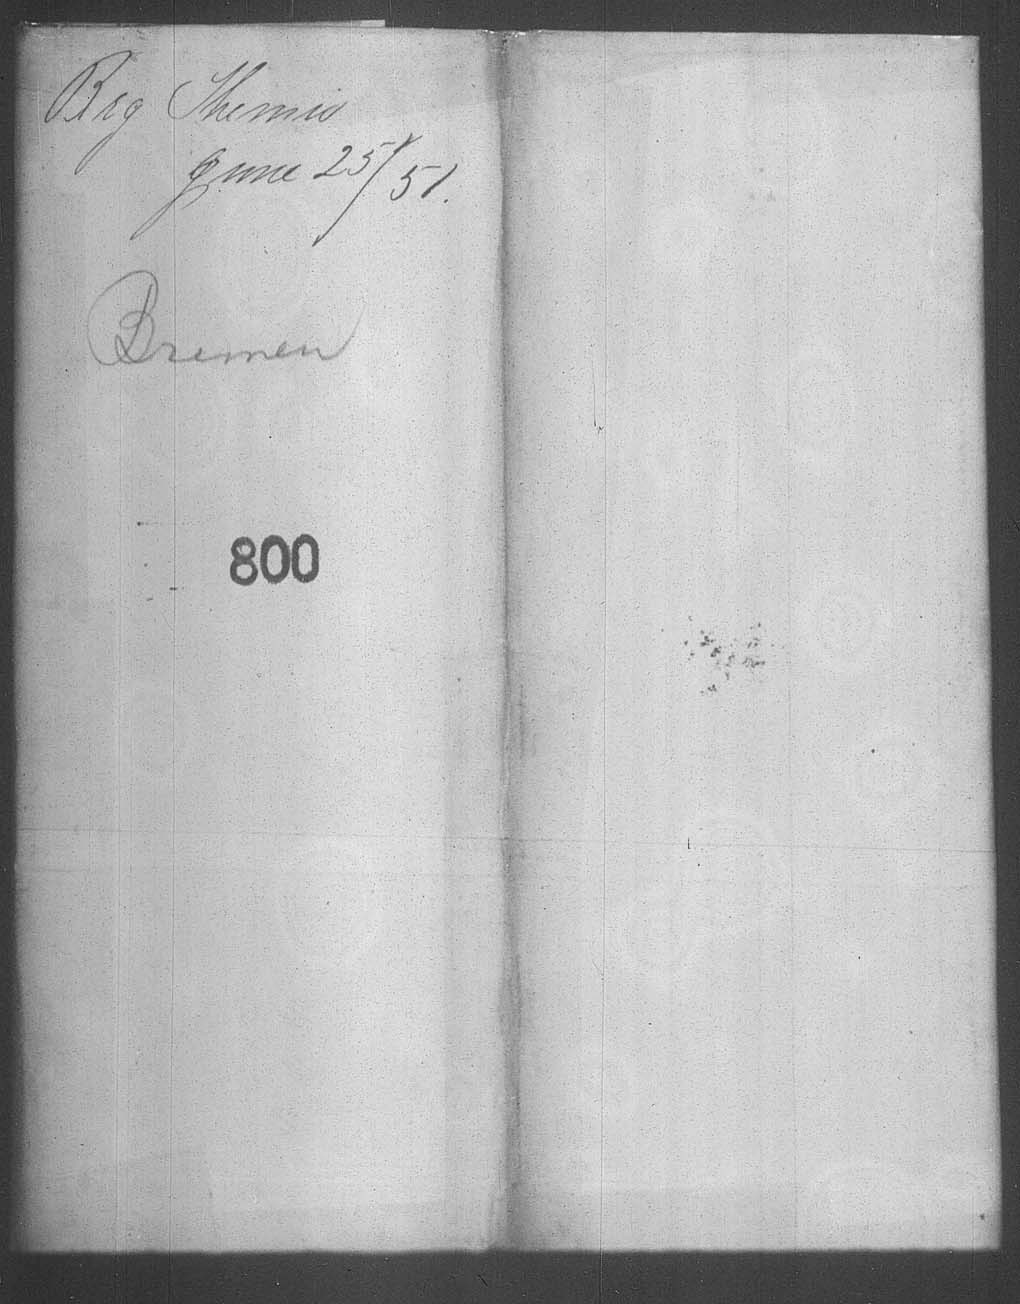 Brg Themis
June 25/51.
Bremen
800